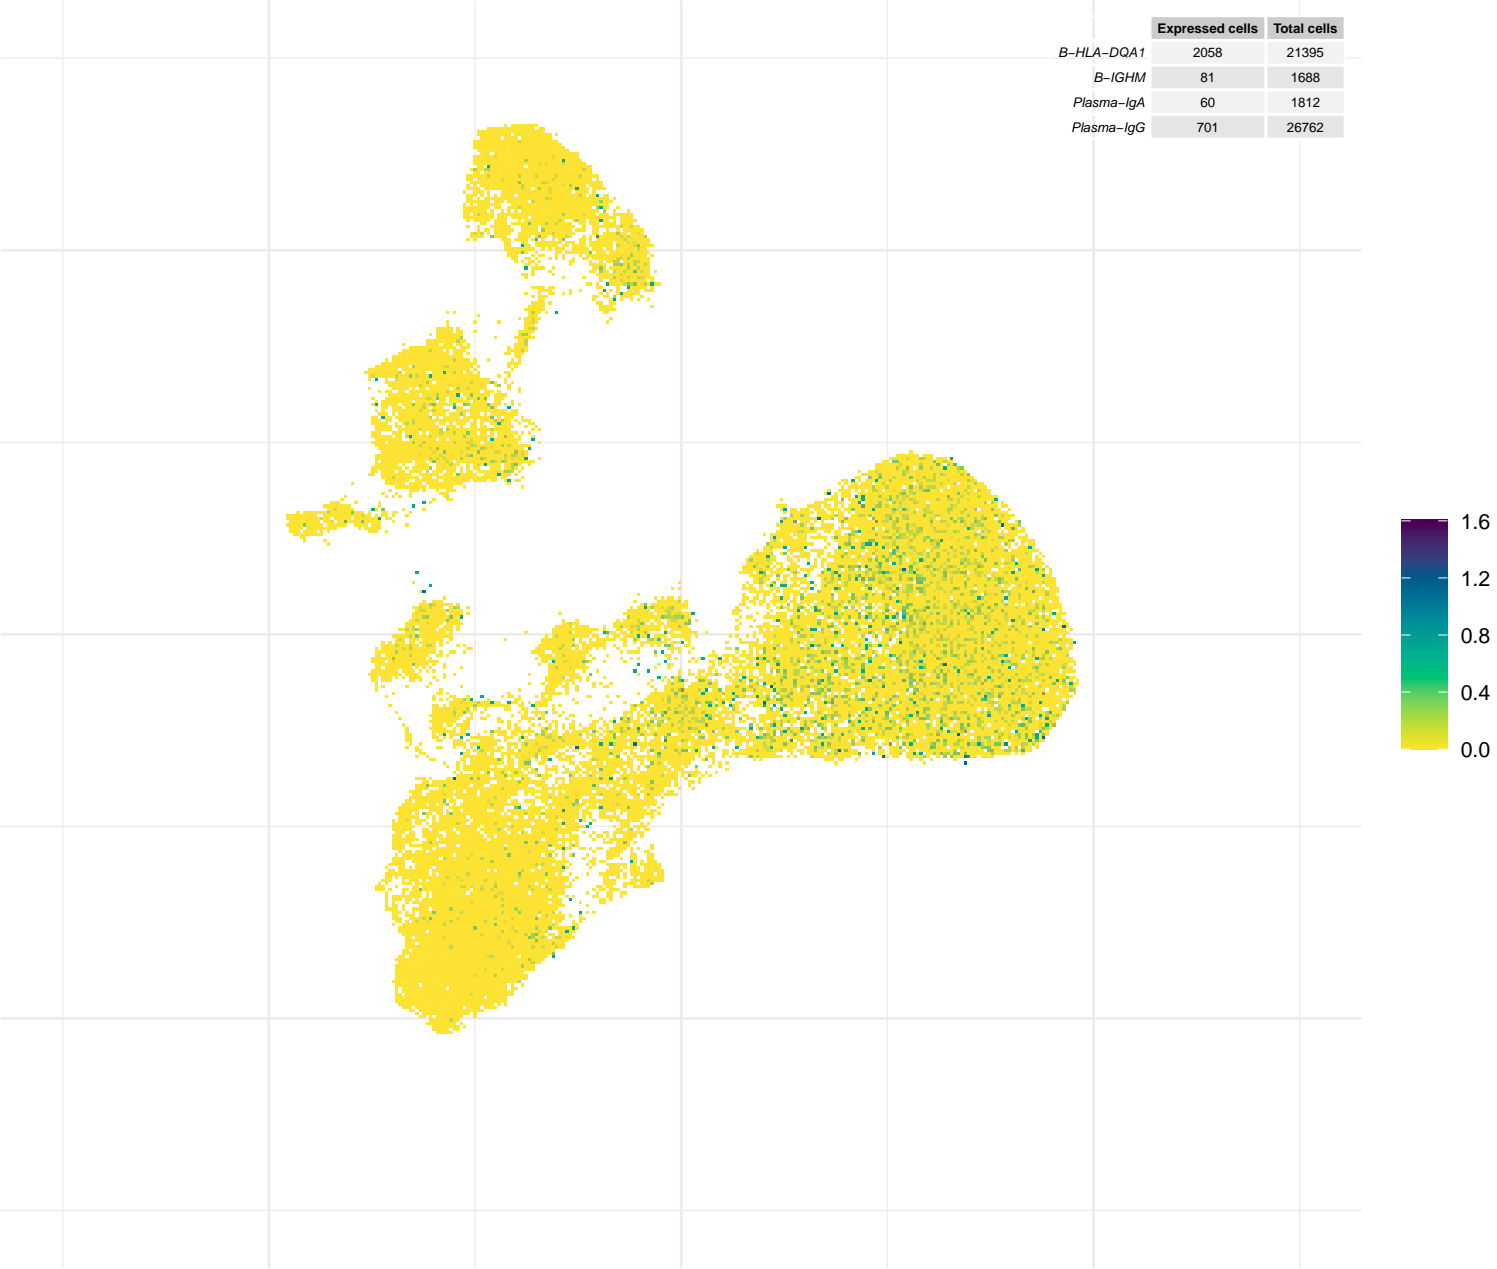 Expressed cells Total cells
B−HLA−DQA1 2058 21395
B−IGHM 81 1688
Plasma−IgA 60 1812
Plasma−IgG 701 26762
1.6
1.2
0.8
0.4
0.0